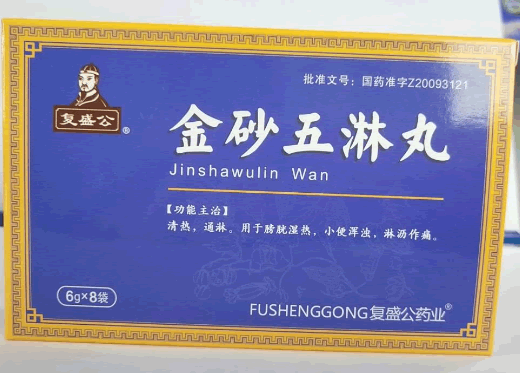 批准文号：国药准字Z20093121
复盛公®
金砂五淋丸
Jinshawulin Wan
【功能主治】
清热，通淋。用于膀胱湿热，小便浑浊，淋沥作痛。
6g×8袋
FUSHENGGONG复盛公药业®